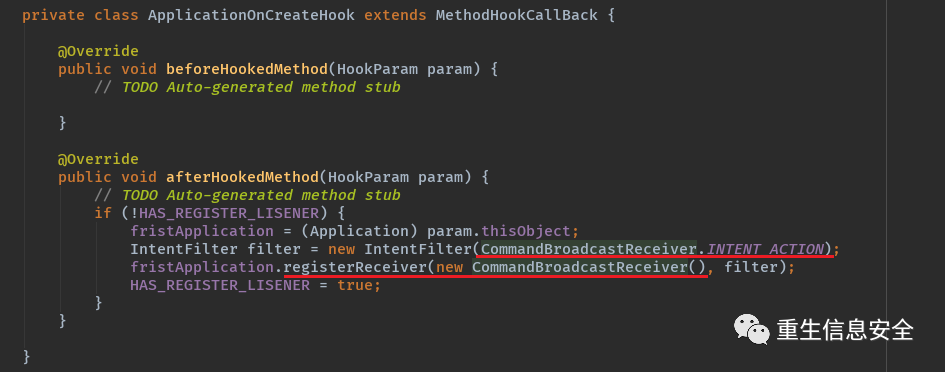 private class ApplicationOnCreateHook extends MethodHookCallBack {
@Override
public void beforeHookedMethod(HookParam param) {
// TODO Auto-generated method stub
}
@Override
public void afterHookedMethod(HookParam param) {
// TODO Auto-generated method stub
if (!HAS_REGISTER_LISENER) {
fristApplication = (Application) param.thisObject;
IntentFilter filter = new IntentFilter(CommandBroadcastReceiver.INTENT_ACTION);
fristApplication.registerReceiver(new CommandBroadcastReceiver(), filter);
HAS_REGISTER_LISENER = true;
}
}
}
重生信息安全